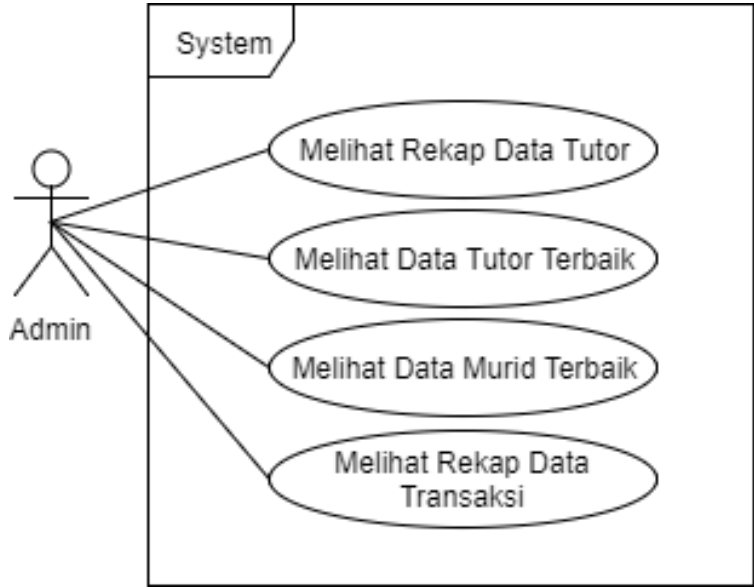 System
Melihat Rekap Data Tutor
Melihat Data Tutor Terbaik
Admin
Melihat Data Murid Terbaik
Melihat Rekap Data
Transaksi